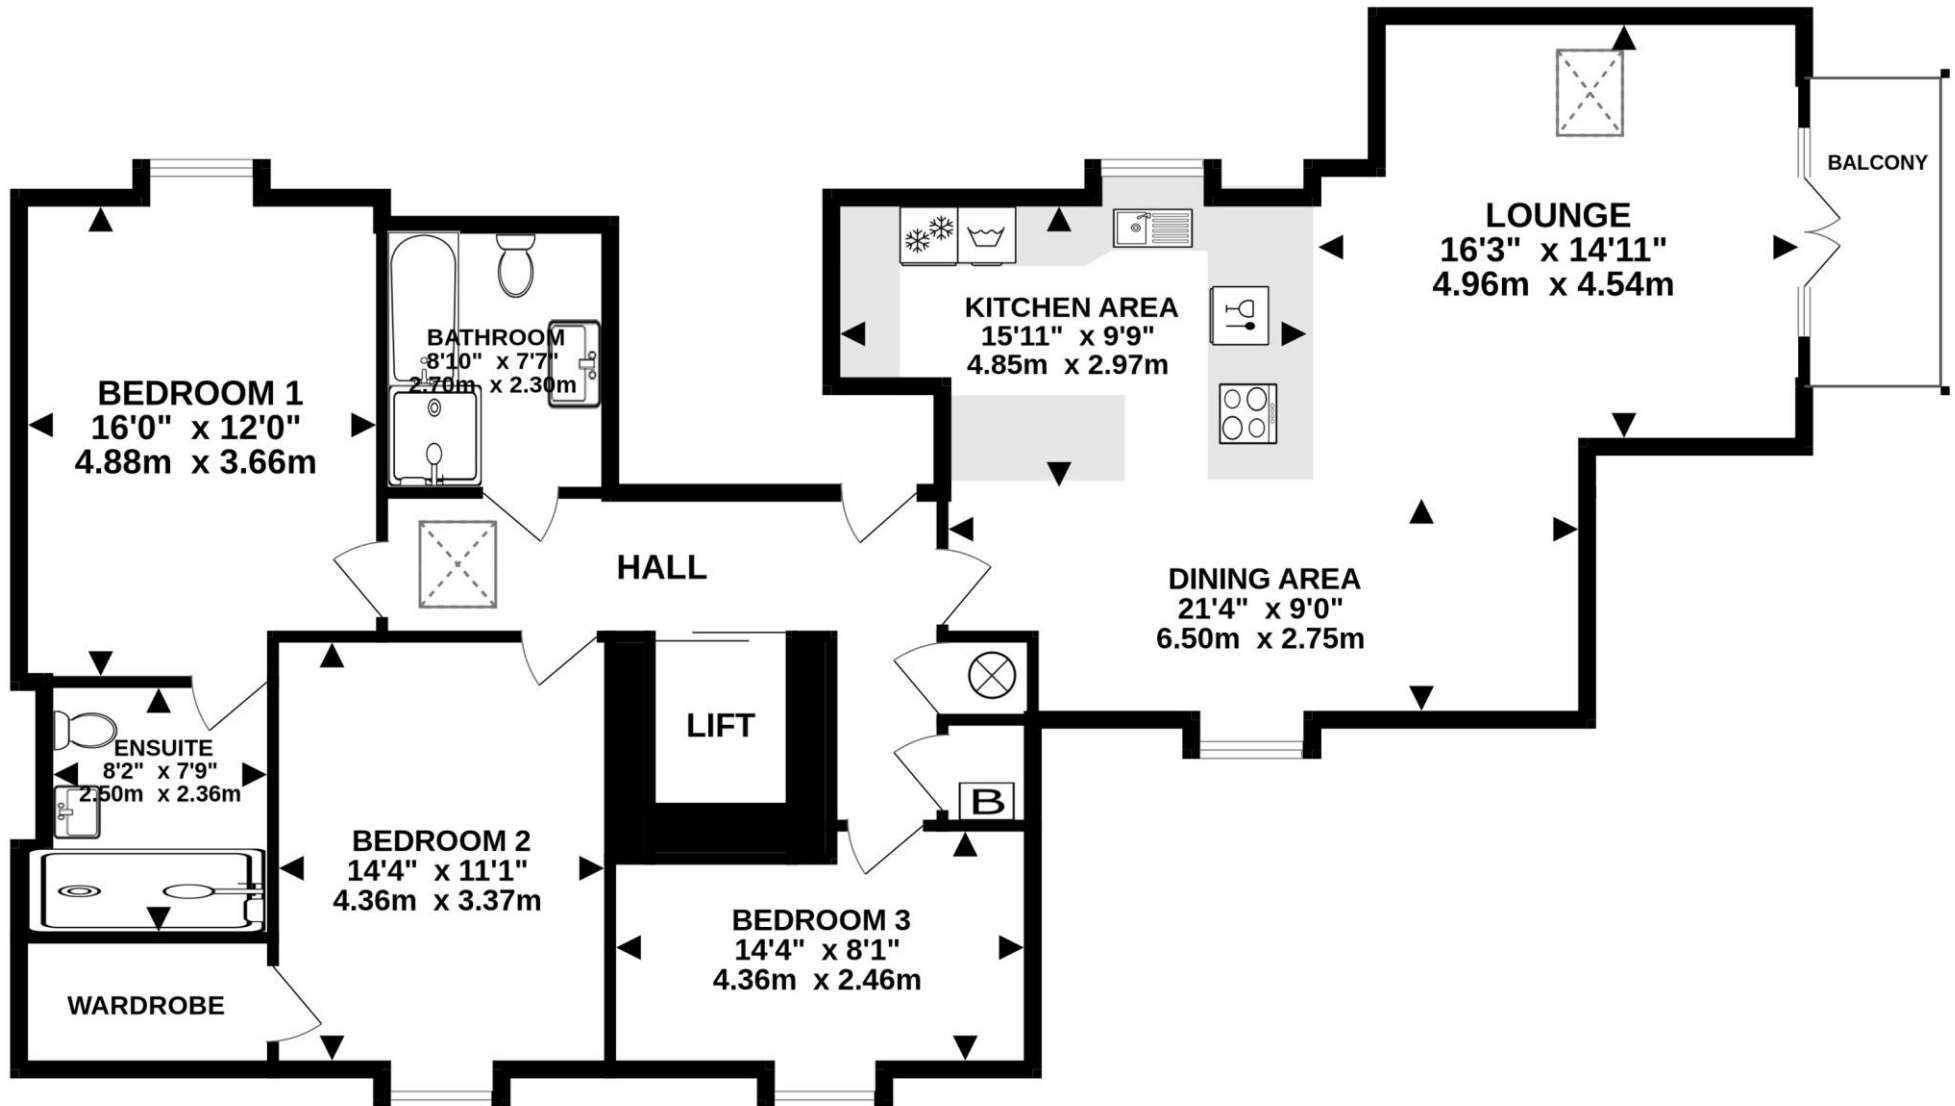 BALCONY
LOUNGE
16'3" x 14'11"
4.96m x 4.54m
KITCHEN AREA
15'11" x 9'9"
4.85m x 2.97m
BATHROOM
8'10" x 7'7"
2.70m x 2.30m
BEDROOM 1
16'0" x 12'0"
4.88m x 3.66m
HALL
DINING AREA
21'4" x 9'0"
6.50m x 2.75m
LIFT
ENSUITE
8'2" x 7'9"
2.50m x 2.36m
B
BEDROOM 2
14'4" x 11'1"
4.36m x 3.37m
BEDROOM 3
14'4" x 8'1"
4.36m x 2.46m
WARDROBE